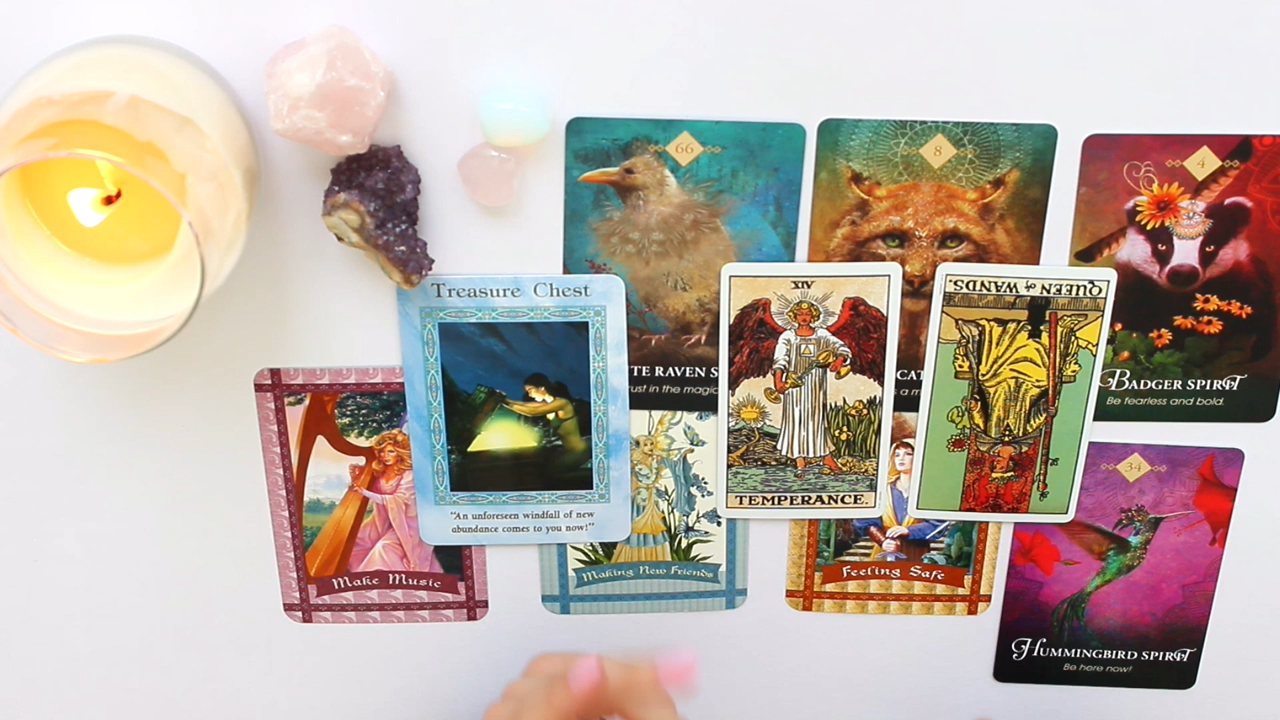 66
8
4
Treasure Chest
"An unforeseen windfall of new
abundance comes to you now!"
TE RAVEN S
rust in the magic
XIV
TEMPERANCE.
CAT
s a m
QUEEN of WANDS.
BADGER SPIRIT
Be fearless and bold.
Make Music
Making New Friends
Feeling Safe
34
HUMMINGBIRD SPIRIT
Be here now!